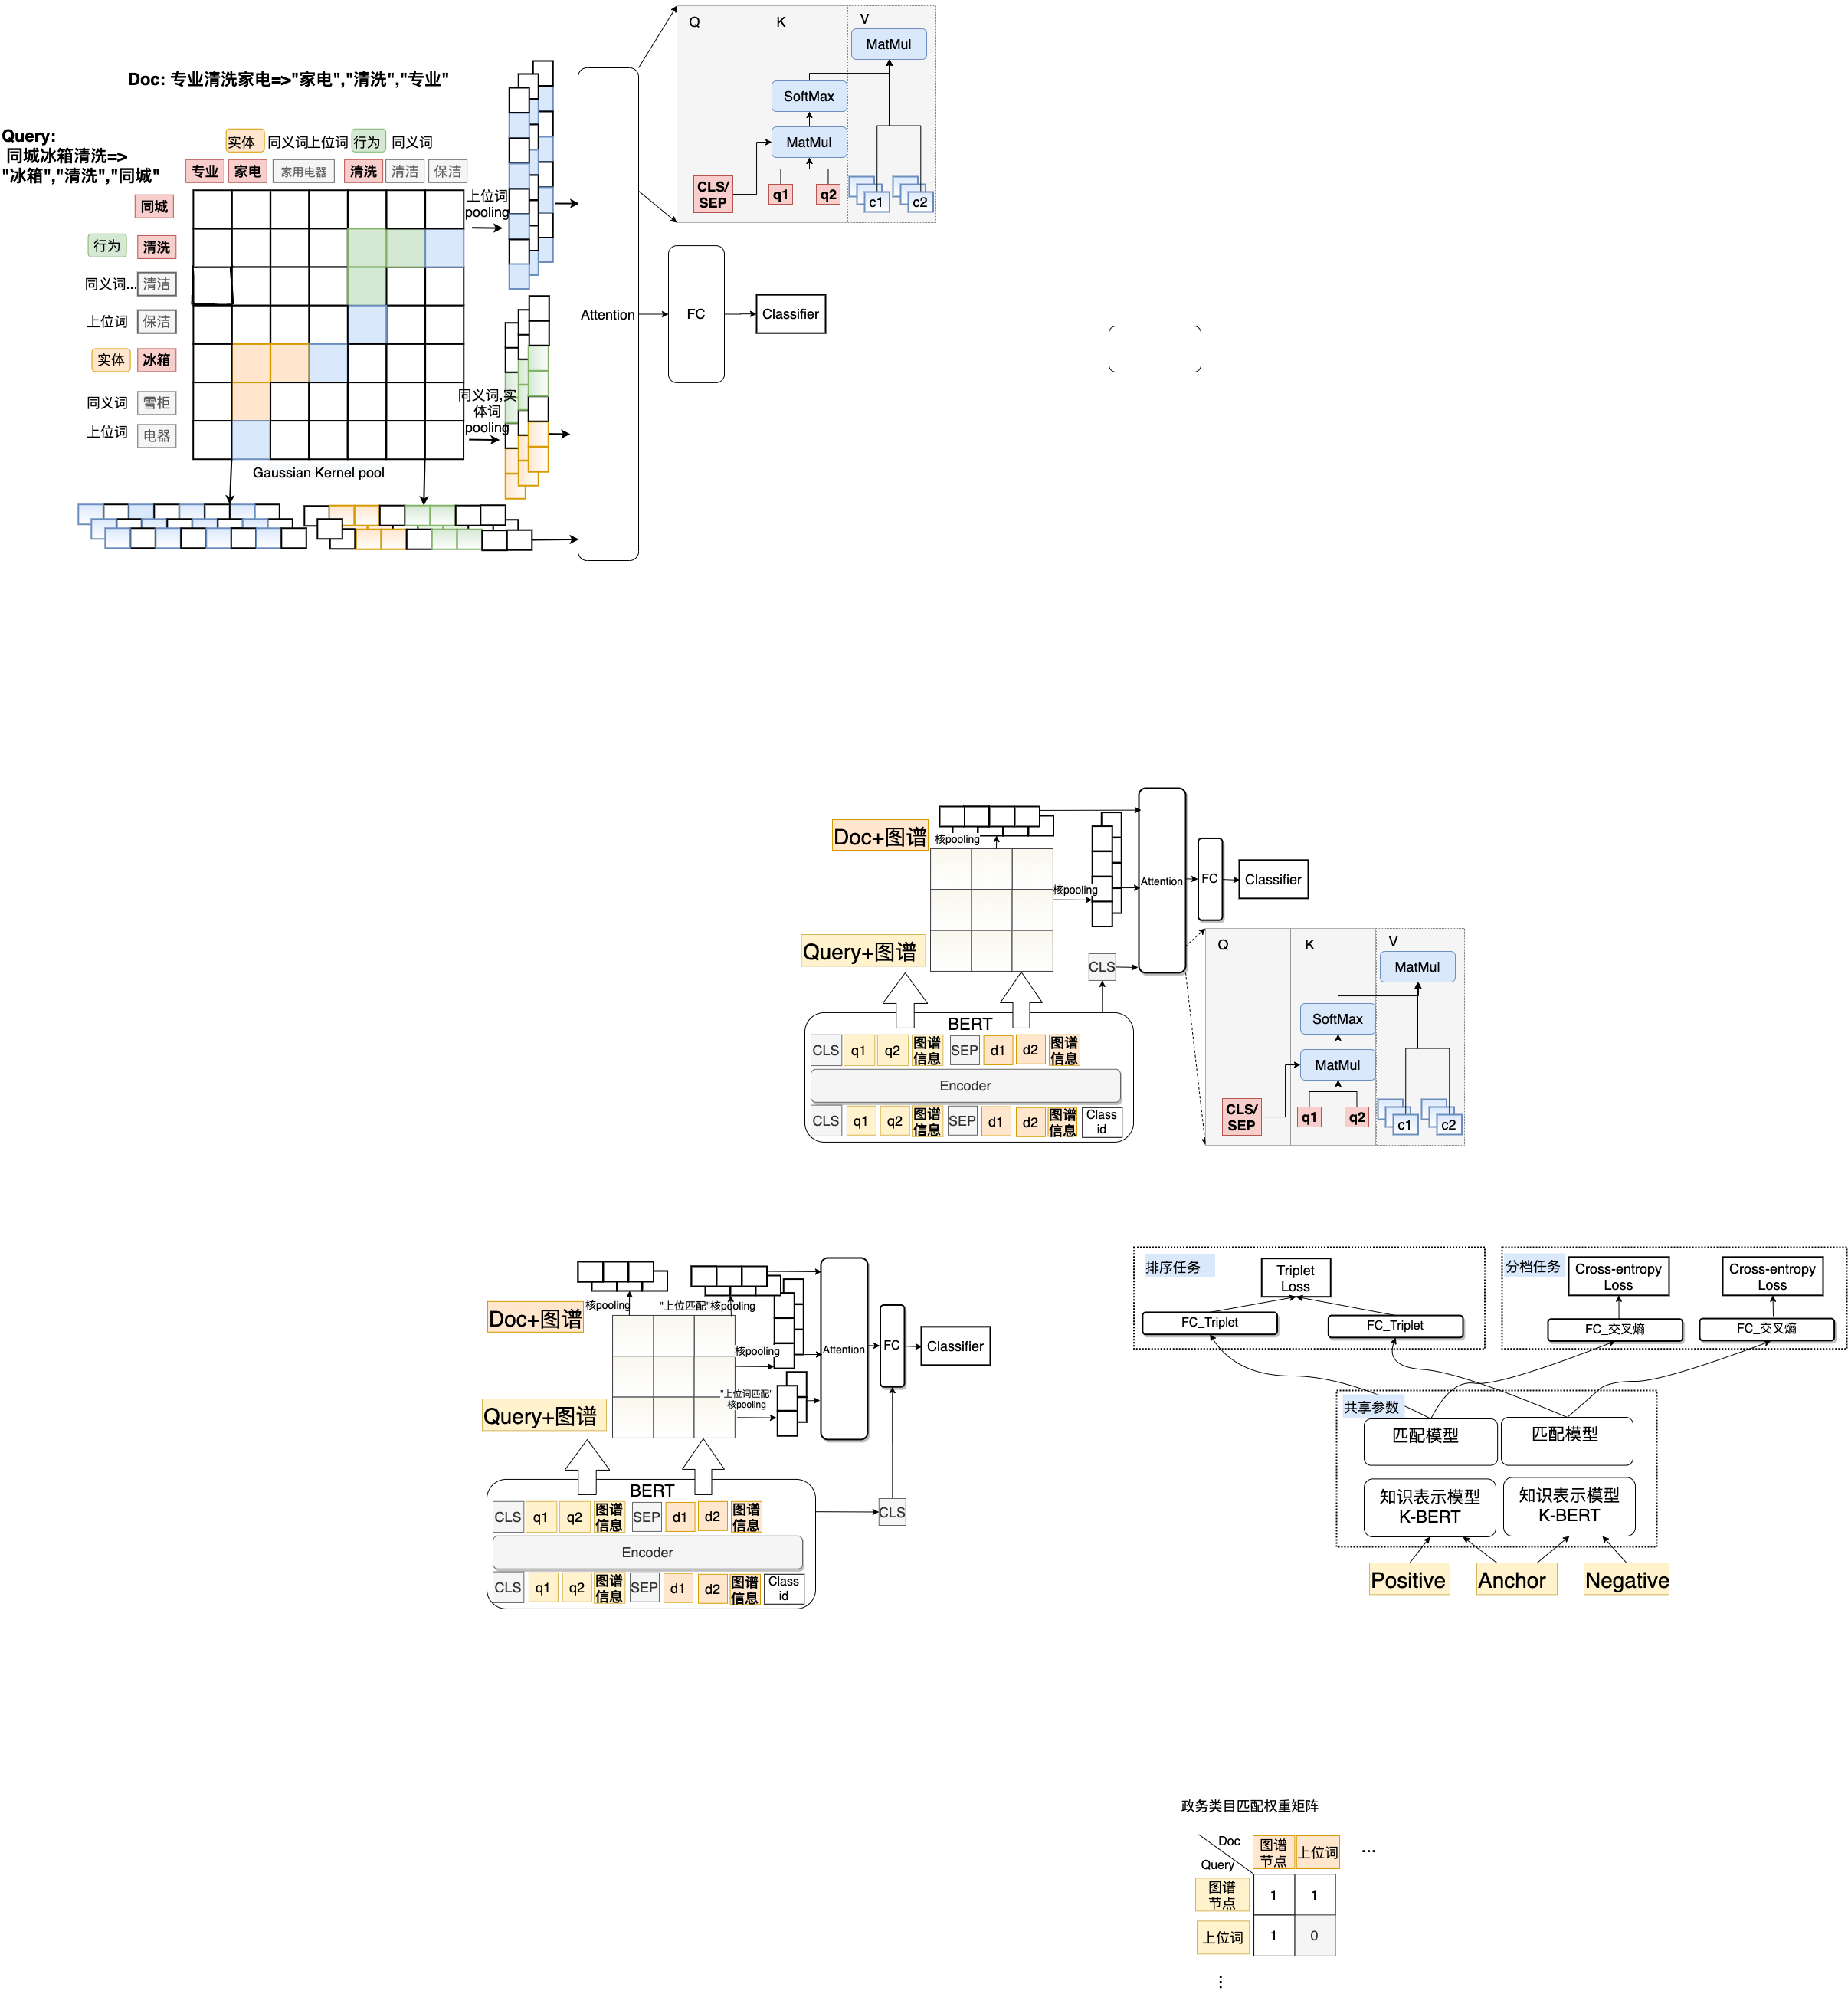 Doc: 专业清洗家电=>"家电","清洗","专业"
Query:
同城冰箱清洗=>
"冰箱","清洗","同城"
实体 同义词上位词 行为 同义词
专业 家电 家用电器 清洗 清洁 保洁
同城
行为 清洗
同义词... 清洁
上位词 保洁
实体 冰箱
同义词 雪柜
上位词 电器
上位词
pooling
同义词,实
体词
pooling
Gaussian Kernel pool
Attention
FC
Classifier
Q K V
MatMul
SoftMax
MatMul
CLS/
SEP
q1 q2 c1 c2
Doc+图谱
核pooling
核pooling
Query+图谱
Attention
FC
Classifier
CLS
BERT
CLS q1 q2 图谱
信息 SEP d1 d2 图谱
信息
Encoder
CLS q1 q2 图谱
信息 SEP d1 d2 图谱
信息 Class
id
Q K V
MatMul
SoftMax
MatMul
CLS/
SEP
q1 q2 c1 c2
Doc+图谱
核pooling
"上位匹配"核pooling
核pooling
"上位词匹配"
核pooling
Query+图谱
Attention
FC
Classifier
BERT
CLS q1 q2 图谱
信息 SEP d1 d2 图谱
信息
CLS
Encoder
CLS q1 q2 图谱
信息 SEP d1 d2 图谱
信息 Class
id
排序任务
Triplet
Loss
FC_Triplet
FC_Triplet
分档任务
Cross-entropy
Loss
Cross-entropy
Loss
FC_交叉熵
FC_交叉熵
共享参数
匹配模型
匹配模型
知识表示模型
K-BERT
知识表示模型
K-BERT
Positive
Anchor
Negative
政务类目匹配权重矩阵
Doc
Query
图谱
节点
上位词
...
图谱
节点
1 1
上位词
1 0
...